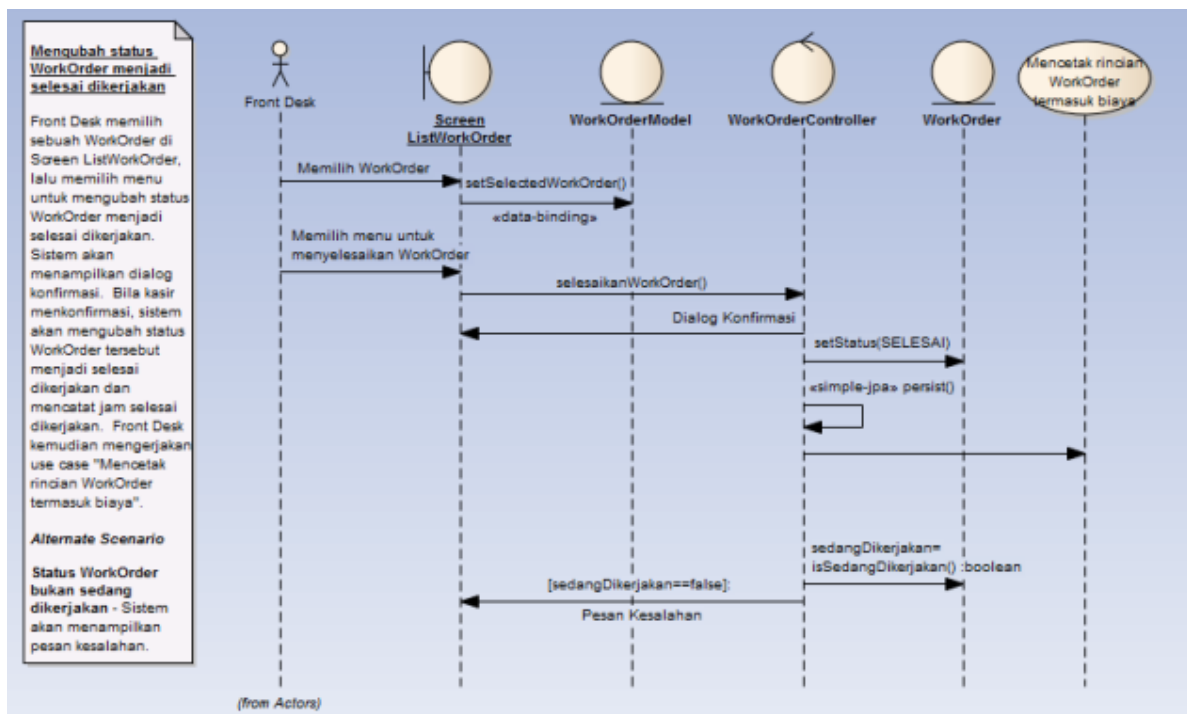 Mengubah status
WorkOrder menjadi
selesai dikerjakan
Front Desk memilih
sebuah WorkOrder di
Screen ListWorkOrder,
lalu memilih menu
untuk mengubah status
WorkOrder menjadi
selesai dikerjakan.
Sistem akan
menampilkan dialog
konfirmasi.  Bila kasir
menkonfirmasi, sistem
akan mengubah status
WorkOrder tersebut
menjadi selesai
dikerjakan dan
mencatat jam selesai
dikerjakan.  Front Desk
kemudian mengerjakan
use case "Mencetak
rincian WorkOrder
termasuk biaya".
Alternate Scenario
Status WorkOrder
bukan sedang
dikerjakan - Sistem
akan menampilkan
pesan kesalahan.
Front Desk
Screen
ListWorkOrder
WorkOrderModel
WorkOrderController
WorkOrder
Mencetak rincian
WorkOrder
termasuk biaya
Memilih WorkOrder
setSelectedWorkOrder()
«data-binding»
Memilih menu untuk
menyelesaikan WorkOrder
selesaikanWorkOrder()
Dialog Konfirmasi
setStatus(SELESAI)
«simple-jpa» persist()
sedangDikerjakan=
isSedangDikerjakan() :boolean
[sedangDikerjakan==false]:
Pesan Kesalahan
(from Actors)